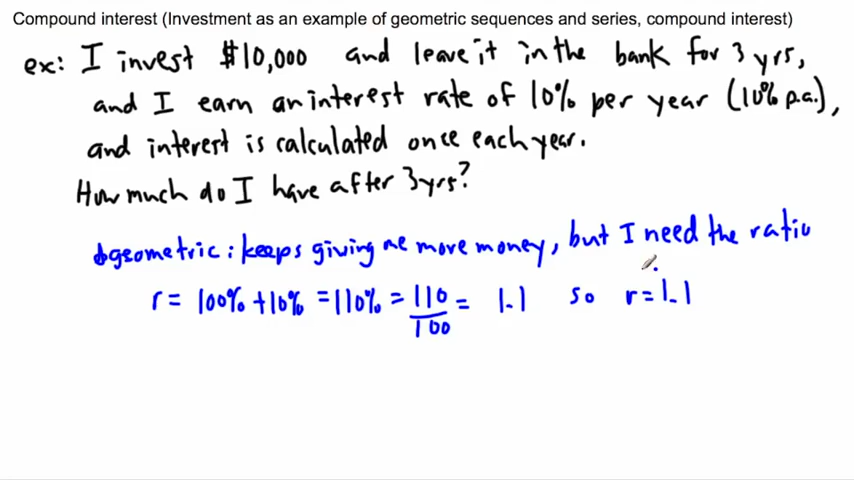 Compound interest (Investment as an example of geometric sequences and series, compound interest)
ex: I invest $10,000 and leave it in the bank for 3 yrs,
and I earn an interest rate of 10% per year (10% p.a.),
and interest is calculated once each year.
How much do I have after 3 yrs?
geometric: keeps giving me more money, but I need the ratio
r = 100% + 10% = 110% = 110/100 = 1.1 so r = 1.1